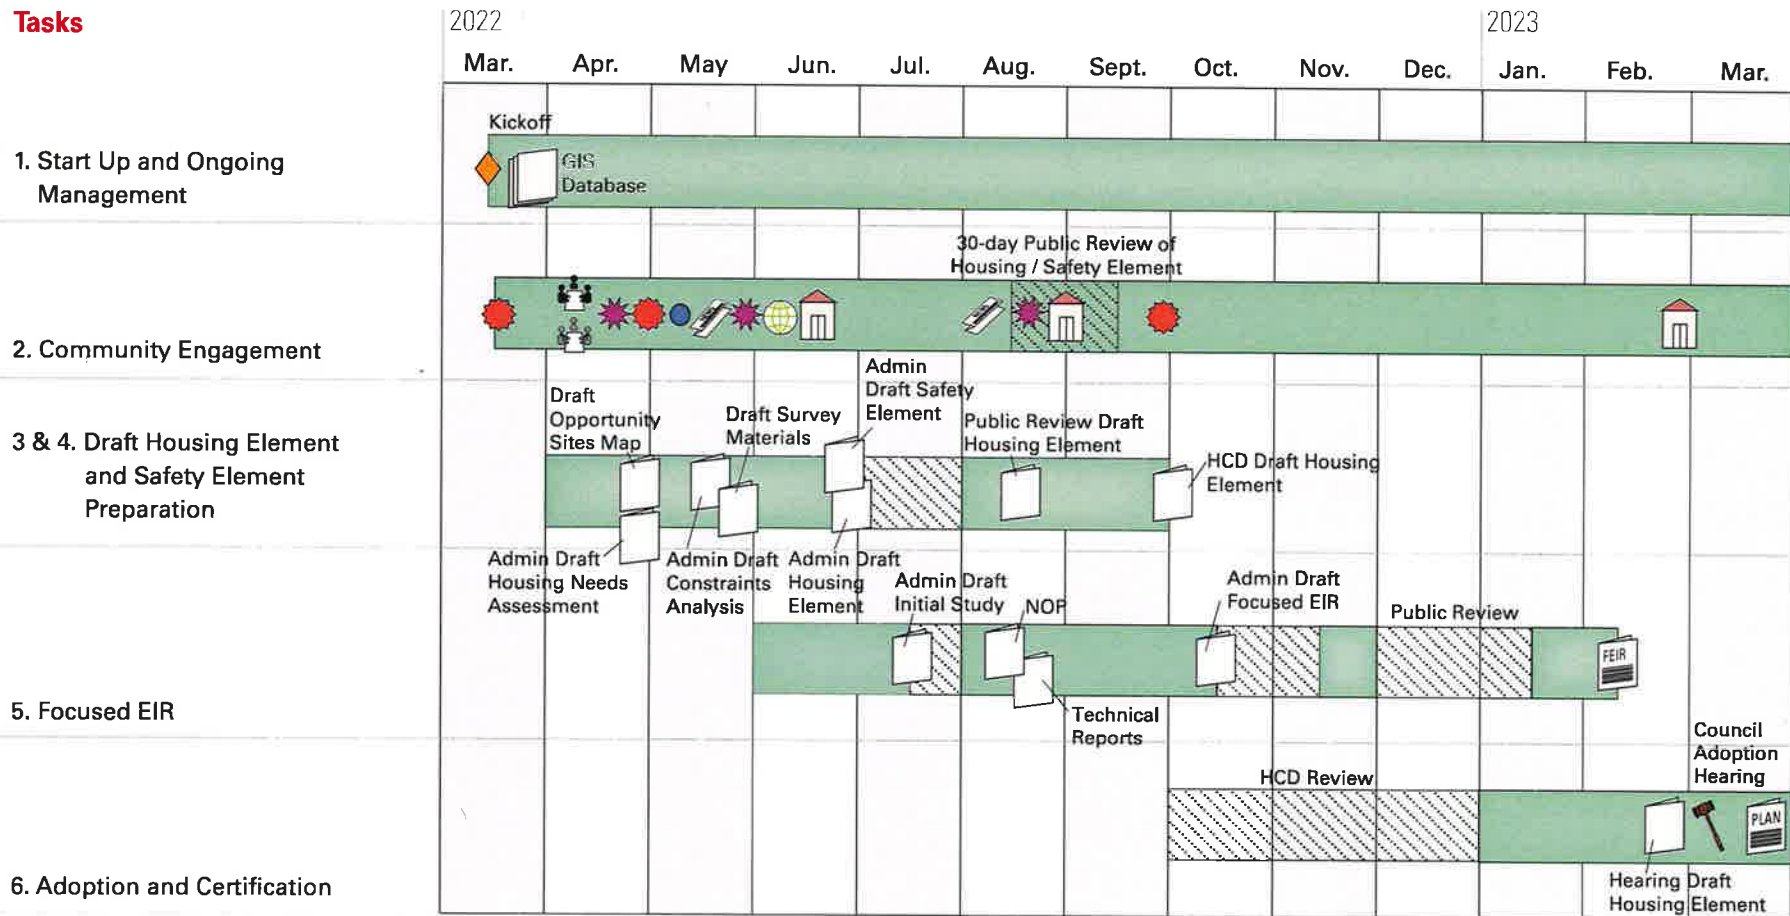 Tasks
2022
2023
Mar. Apr. May Jun. Jul. Aug. Sept. Oct. Nov. Dec. Jan. Feb. Mar.
Kickoff
1. Start Up and Ongoing
Management
GIS
Database
30-day Public Review of
Housing / Safety Element
2. Community Engagement
Admin
Draft Safety
Element
Draft
Opportunity
Sites Map
Draft Survey
Materials
Public Review Draft
Housing Element
3 & 4. Draft Housing Element
and Safety Element
Preparation
HCD Draft Housing
Element
Admin Draft
Housing Needs
Assessment
Admin Draft
Constraints
Analysis
Admin Draft
Housing
Element
Admin Draft
Initial Study
NOP
Admin Draft
Focused EIR
Public Review
FEIR
5. Focused EIR
Technical
Reports
Council
Adoption
Hearing
HCD Review
PLAN
6. Adoption and Certification
Hearing Draft
Housing Element